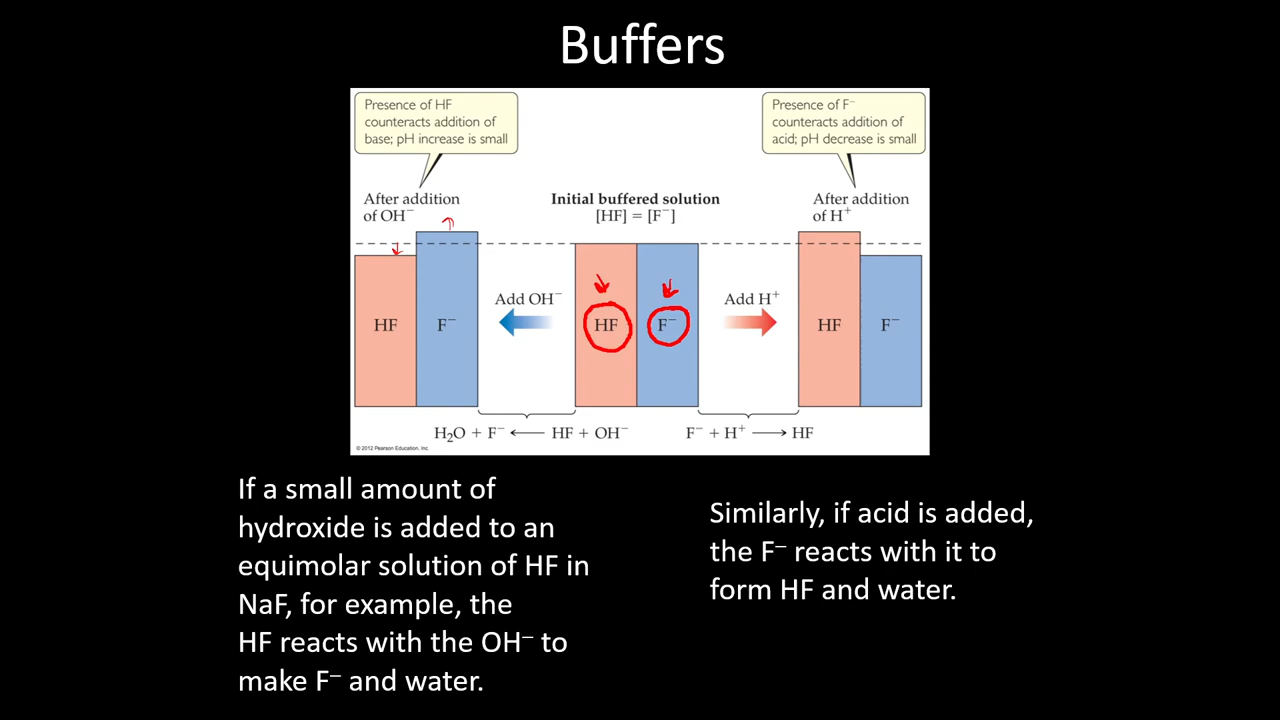 Buffers
Presence of HF
counteracts addition of
base; pH increase is small
Presence of F⁻
counteracts addition of
acid; pH decrease is small
After addition
of OH⁻
Initial buffered solution
[HF] = [F⁻]
After addition
of H⁺
HF
F⁻
Add OH⁻
HF
F⁻
Add H⁺
HF
F⁻
H₂O + F⁻ ⟵ HF + OH⁻
F⁻ + H⁺ ⟶ HF
© 2012 Pearson Education, Inc
If a small amount of
hydroxide is added to an
equimolar solution of HF in
NaF, for example, the
HF reacts with the OH⁻ to
make F⁻ and water.
Similarly, if acid is added,
the F⁻ reacts with it to
form HF and water.